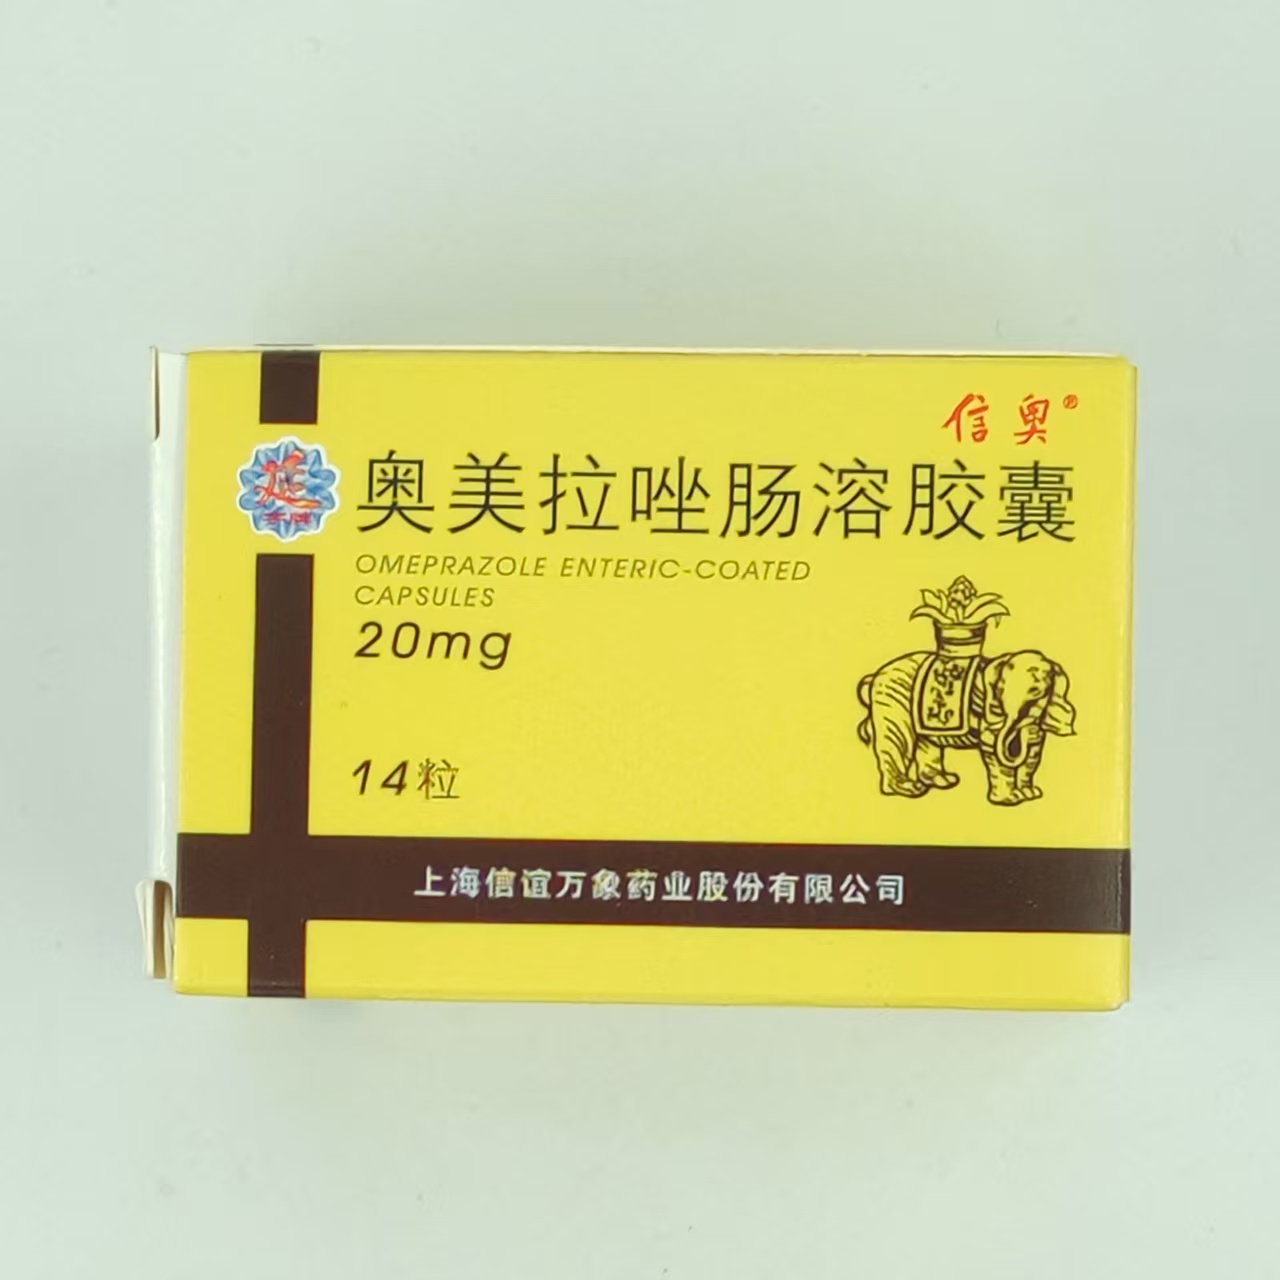 信奥®
奥美拉唑肠溶胶囊
OMEPRAZOLE ENTERIC-COATED
CAPSULES
20mg
14粒
上海信谊万象药业股份有限公司